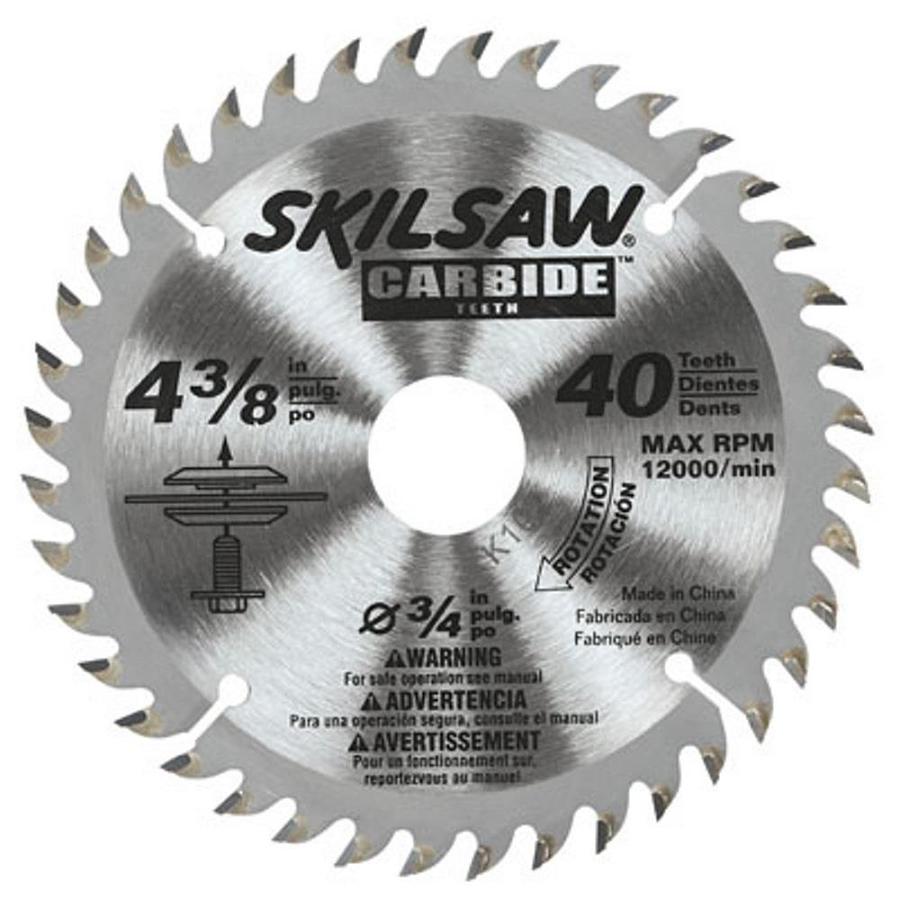 SKILSAW®
CARBIDE™
TEETH
4 3/8 in
pulg.
po
40 Teeth
Dientes
Dents
MAX RPM
12000/min
ROTATION
ROTACIÓN
Made in China
Fabricada en China
Fabriqué en Chine
Ø 3/4 in
pulg.
po
WARNING
For safe operation see manual
ADVERTENCIA
Para una operación segura, consulte el manual
AVERTISSEMENT
Pour un fonctionnement sur,
reportezvous au manuel